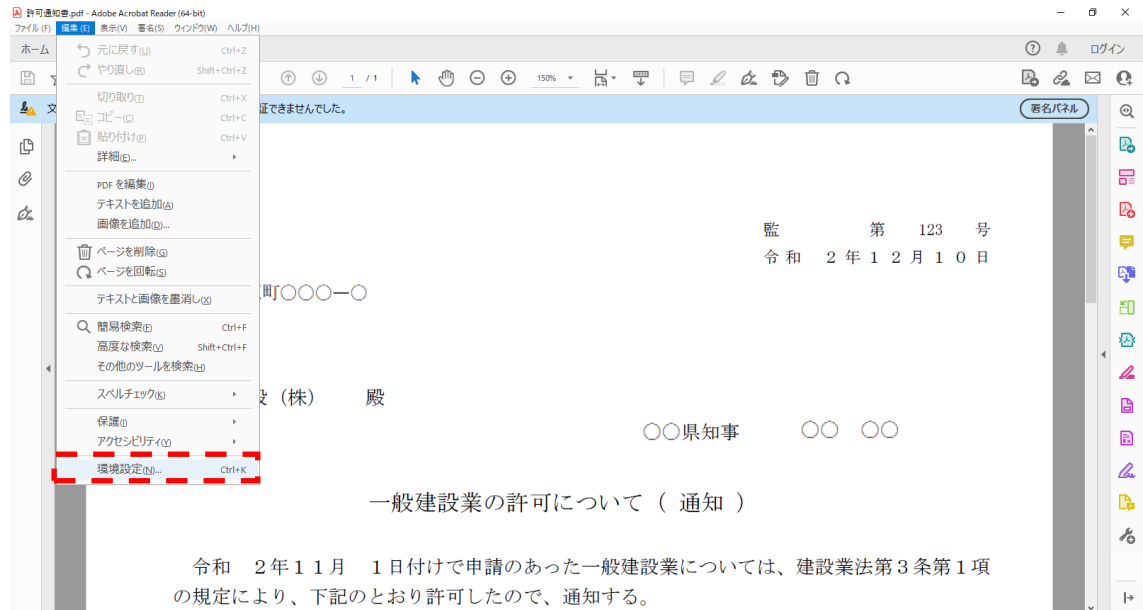 許可通知書.pdf - Adobe Acrobat Reader (64-bit)
ファイル (F) 編集 (E) 表示(V) 署名(S) ウィンドウ(W) ヘルプ(H)
ホーム
ログイン
元に戻す(U) Ctrl+Z
やり直し(R) Shift+Ctrl+Z
1 / 1
150%
切り取り(T) Ctrl+X
文
証できませんでした。
署名パネル
コピー(C) Ctrl+C
貼り付け(P) Ctrl+V
詳細(E)...
PDF を編集(I)
テキストを追加(A)
画像を追加(D)...
ページを削除(G)
ページを回転(S)
テキストと画像を墨消し(X)
簡易検索(F) Ctrl+F
高度な検索(V) Shift+Ctrl+F
その他のツールを検索(H)
スペルチェック(K)
保護(I)
アクセシビリティ(Y)
環境設定(N)... Ctrl+K
監 第 123 号
令和 2年12月10日
町○○○―○
(株) 殿
○○県知事 ○○ ○○
一般建設業の許可について( 通知 )
令和 2年11月 1日付けで申請のあった一般建設業については、建設業法第3条第1項
の規定により、下記のとおり許可したので、通知する。